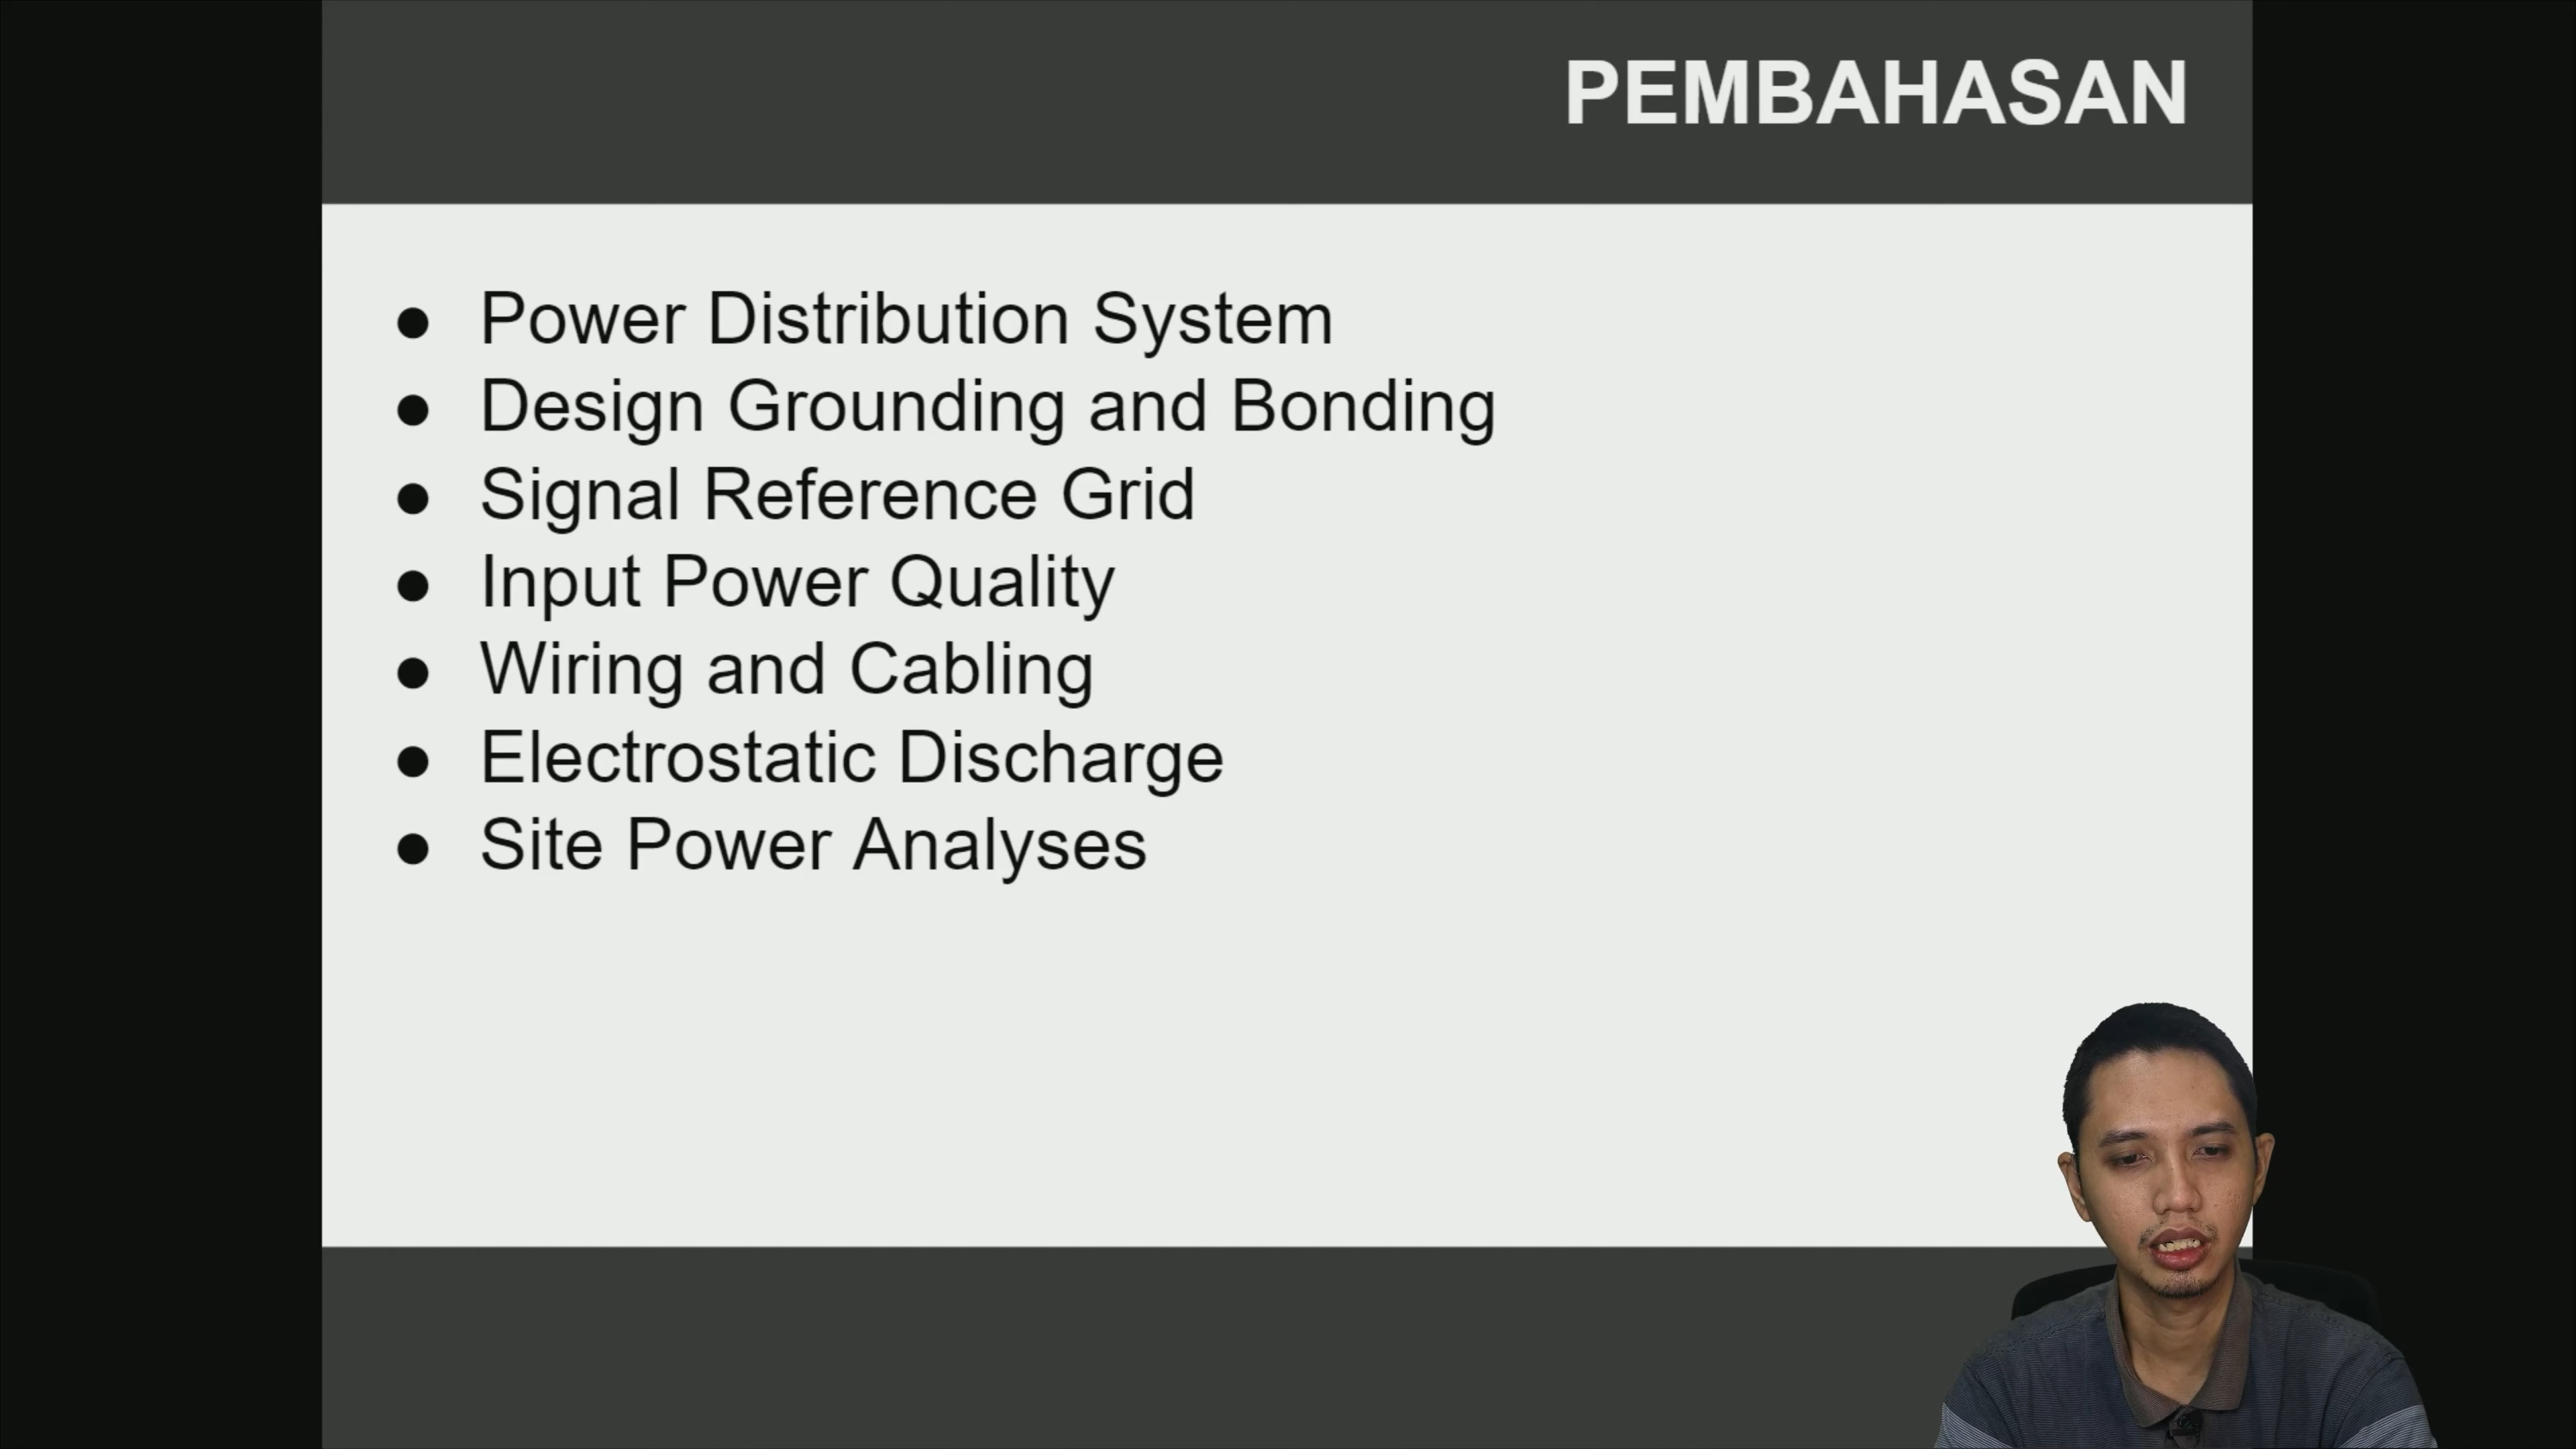 PEMBAHASAN
● Power Distribution System
● Design Grounding and Bonding
● Signal Reference Grid
● Input Power Quality
● Wiring and Cabling
● Electrostatic Discharge
● Site Power Analyses